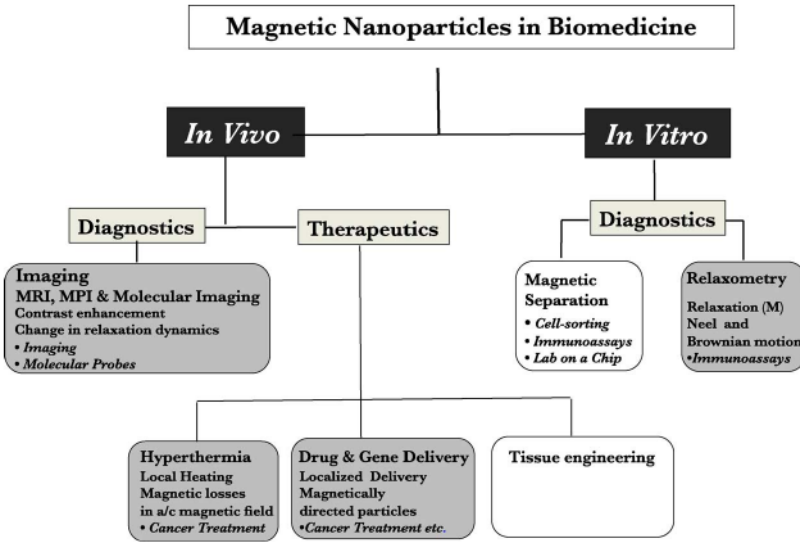 Magnetic Nanoparticles in Biomedicine
In Vivo
In Vitro
Diagnostics
Therapeutics
Diagnostics
Imaging
MRI, MPI & Molecular Imaging
Contrast enhancement
Change in relaxation dynamics
• Imaging
• Molecular Probes
Magnetic
Separation
• Cell-sorting
• Immunoassays
• Lab on a Chip
Relaxometry
Relaxation (M)
Neel and
Brownian motion
•Immunoassays
Hyperthermia
Local Heating
Magnetic losses
in a/c magnetic field
• Cancer Treatment
Drug & Gene Delivery
Localized Delivery
Magnetically
directed particles
•Cancer Treatment etc.
Tissue engineering